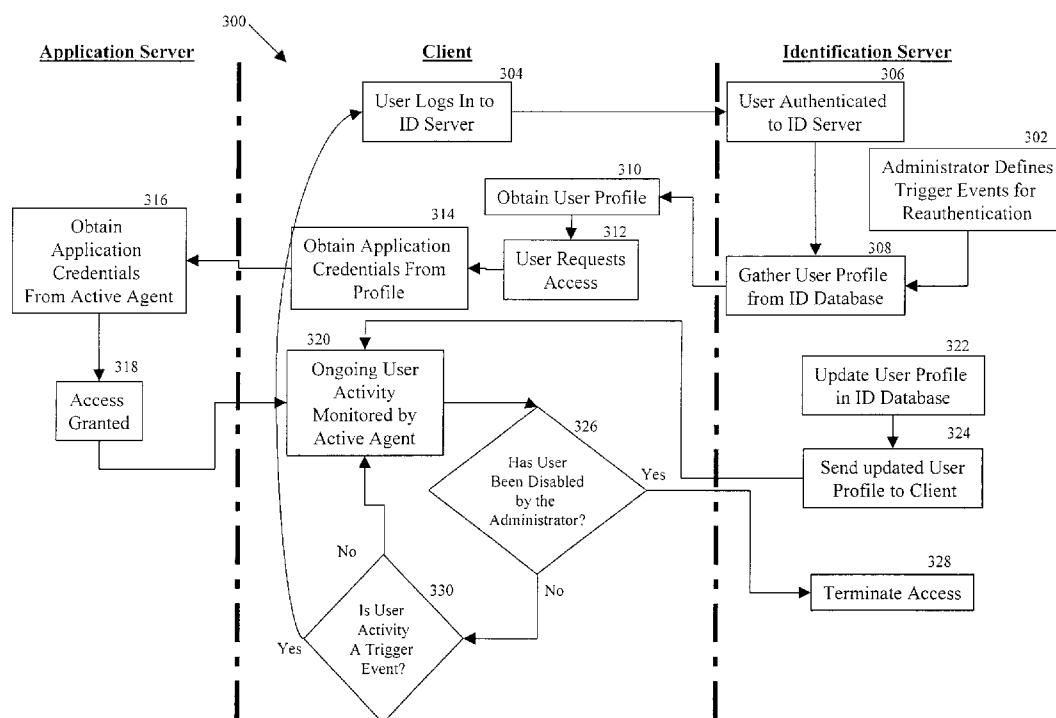 300
Application Server
Client
Identification Server
304
User Logs In to
ID Server
306
User Authenticated
to ID Server
302
Administrator Defines
Trigger Events for
Reauthentication
310
Obtain User Profile
308
Gather User Profile
from ID Database
312
User Requests
Access
314
Obtain Application
Credentials From
Profile
316
Obtain
Application
Credentials
From Active Agent
318
Access
Granted
320
Ongoing User
Activity
Monitored by
Active Agent
322
Update User Profile
in ID Database
324
Send updated User
Profile to Client
326
Has User
Been Disabled
by the
Administrator?
Yes
No
328
Terminate Access
330
Is User
Activity
A Trigger
Event?
No
Yes